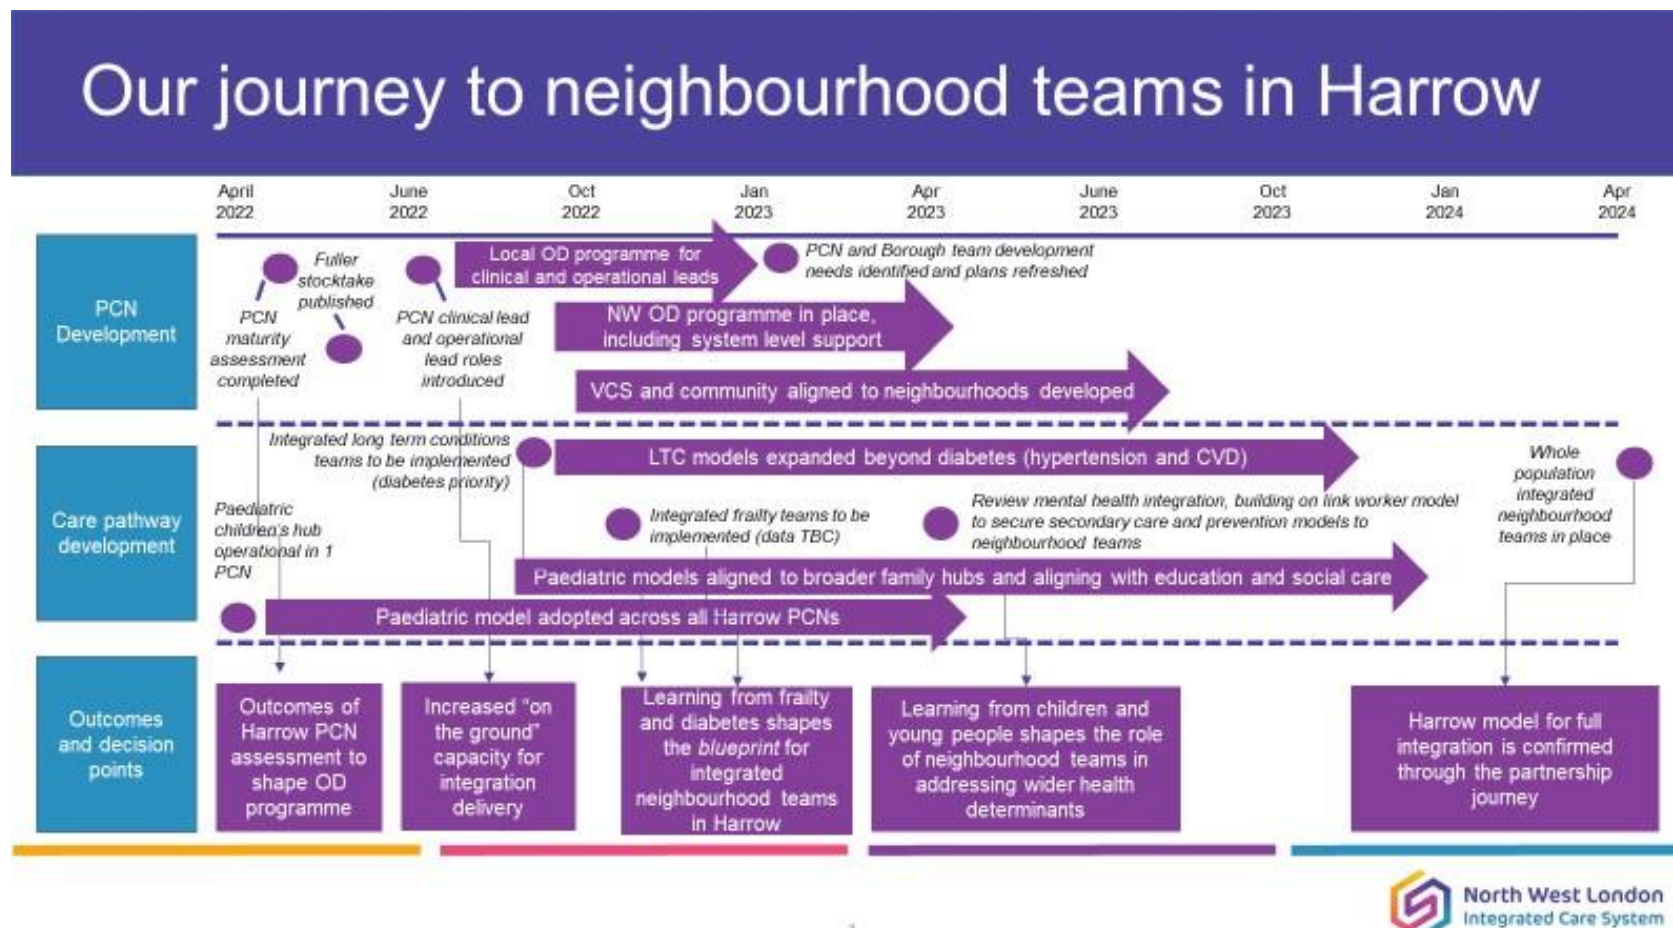 Our journey to neighbourhood teams in Harrow
April
2022
June
2022
Oct
2022
Jan
2023
Apr
2023
June
2023
Oct
2023
Jan
2024
Apr
2024
PCN
Development
Fuller
stocktake
published
PCN
maturity
assessment
completed
PCN clinical lead
and operational
lead roles
introduced
Local OD programme for
clinical and operational leads
PCN and Borough team development
needs identified and plans refreshed
NW OD programme in place,
including system level support
VCS and community aligned to neighbourhoods developed
Care pathway
development
Integrated long term conditions
teams to be implemented
(diabetes priority)
LTC models expanded beyond diabetes (hypertension and CVD)
Whole
population
integrated
neighbourhood
teams in place
Paediatric
children's hub
operational in 1
PCN
Integrated frailty teams to be
implemented (data TBC)
Review mental health integration, building on link worker model
to secure secondary care and prevention models to
neighbourhood teams
Paediatric models aligned to broader family hubs and aligning with education and social care
Paediatric model adopted across all Harrow PCNs
Outcomes
and decision
points
Outcomes of
Harrow PCN
assessment to
shape OD
programme
Increased "on
the ground"
capacity for
integration
delivery
Learning from frailty
and diabetes shapes
the blueprint for
integrated
neighbourhood teams
in Harrow
Learning from children and
young people shapes the role
of neighbourhood teams in
addressing wider health
determinants
Harrow model for full
integration is confirmed
through the partnership
journey
North West London
Integrated Care System